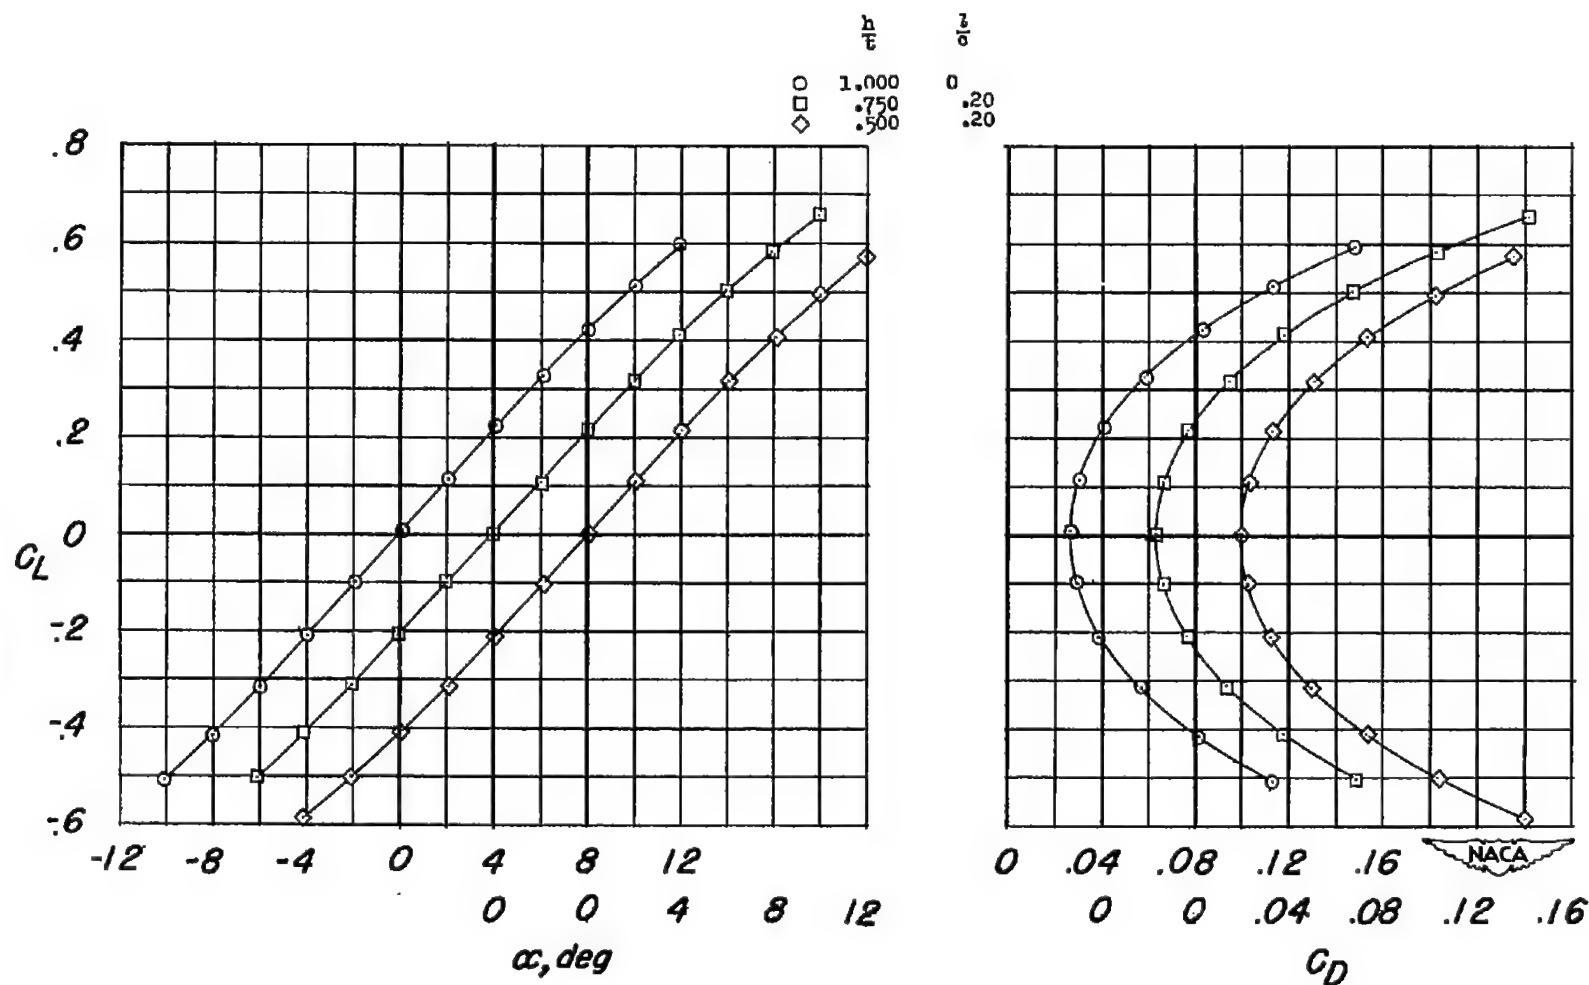 h/t l/c
○ 1.000 0
□ .750 .20
◇ .500 .20
.8
.6
.4
.2
0
-.2
-.4
-.6
C_L
-12 -8 -4 0 4 8 12
0 0 4 8 12
α, deg
0 .04 .08 .12 .16
0 0 .04 .08 .12 .16
C_D
NACA